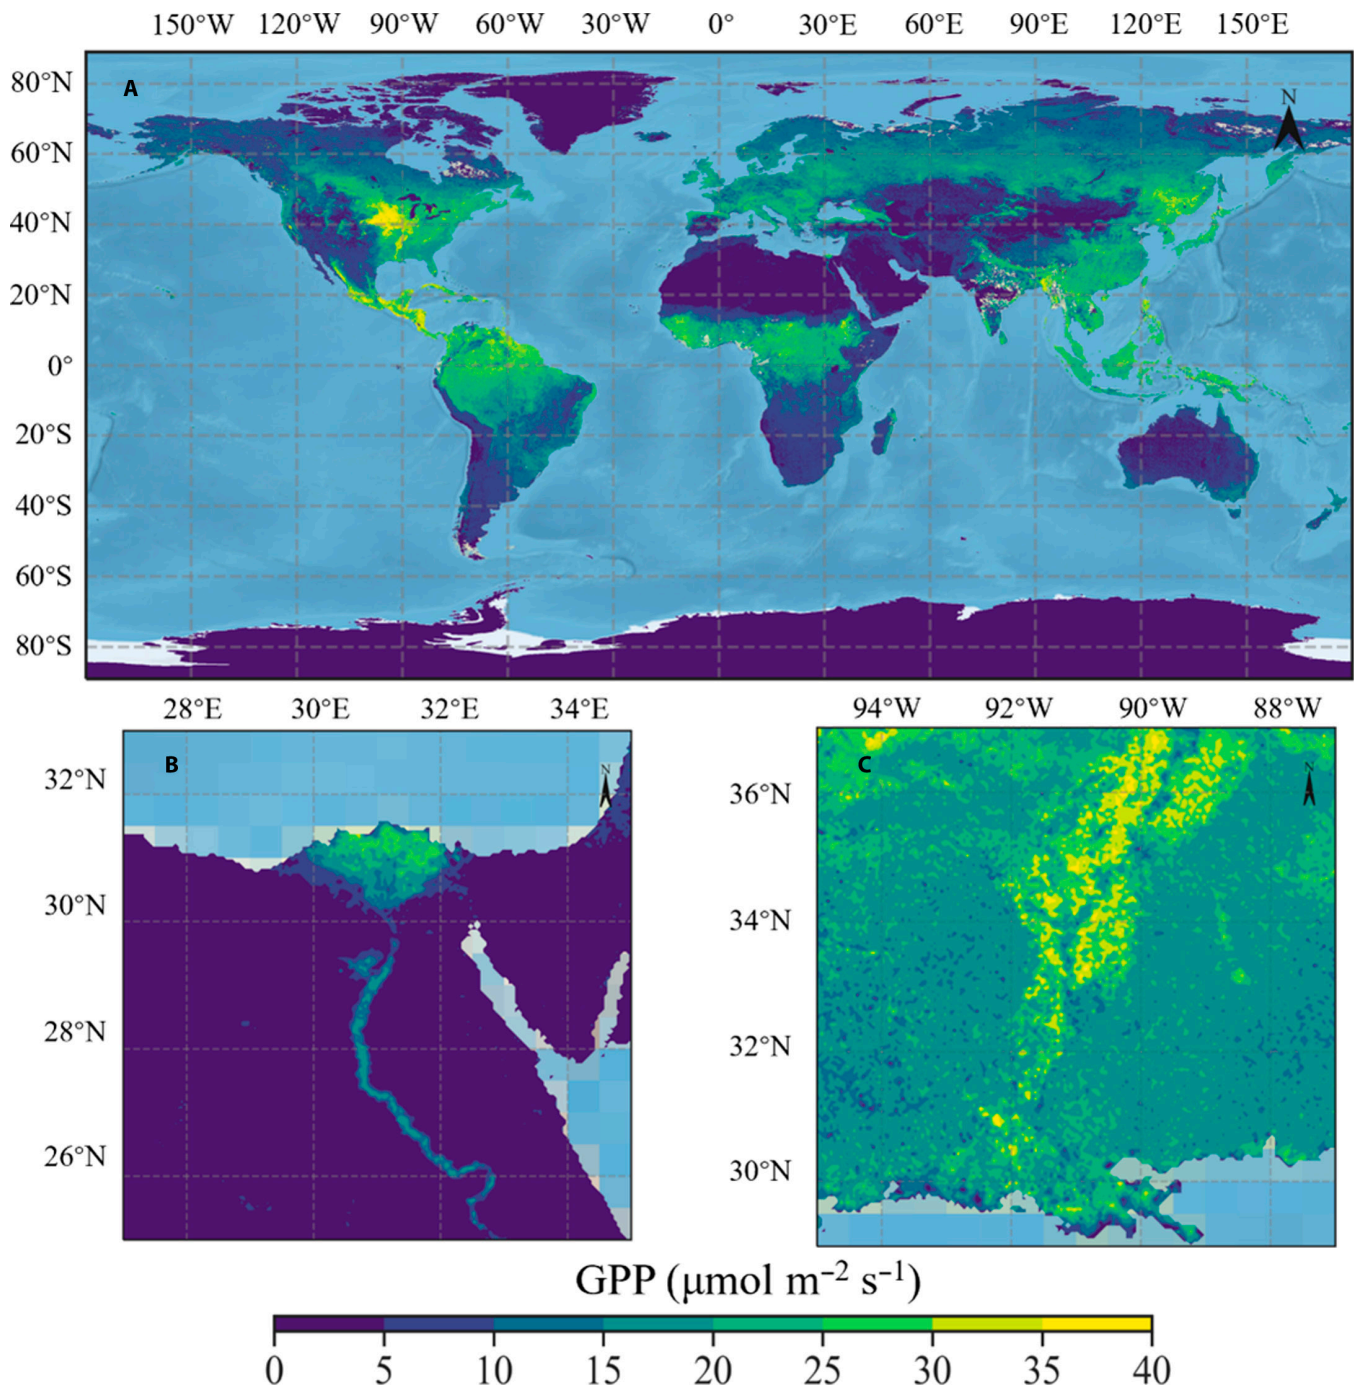 150°W 120°W 90°W 60°W 30°W 0° 30°E 60°E 90°E 120°E 150°E
A
N
80°N
60°N
40°N
20°N
0°
20°S
40°S
60°S
80°S
28°E 30°E 32°E 34°E
B
N
32°N
30°N
28°N
26°N
94°W 92°W 90°W 88°W
C
N
36°N
34°N
32°N
30°N
GPP (μmol m⁻² s⁻¹)
0 5 10 15 20 25 30 35 40